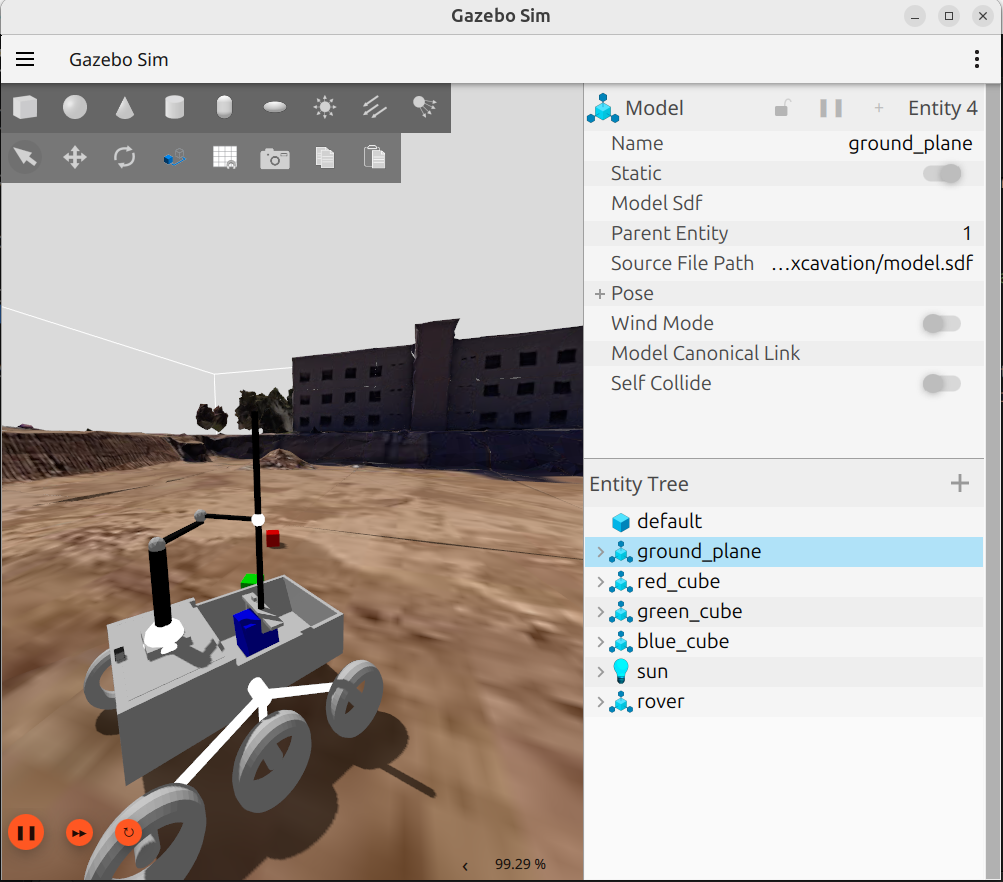 Gazebo Sim
Gazebo Sim
Model
Entity 4
Name ground_plane
Static
Model Sdf
Parent Entity 1
Source File Path …xcavation/model.sdf
+ Pose
Wind Mode
Model Canonical Link
Self Collide
Entity Tree
default
ground_plane
red_cube
green_cube
blue_cube
sun
rover
99.29 %